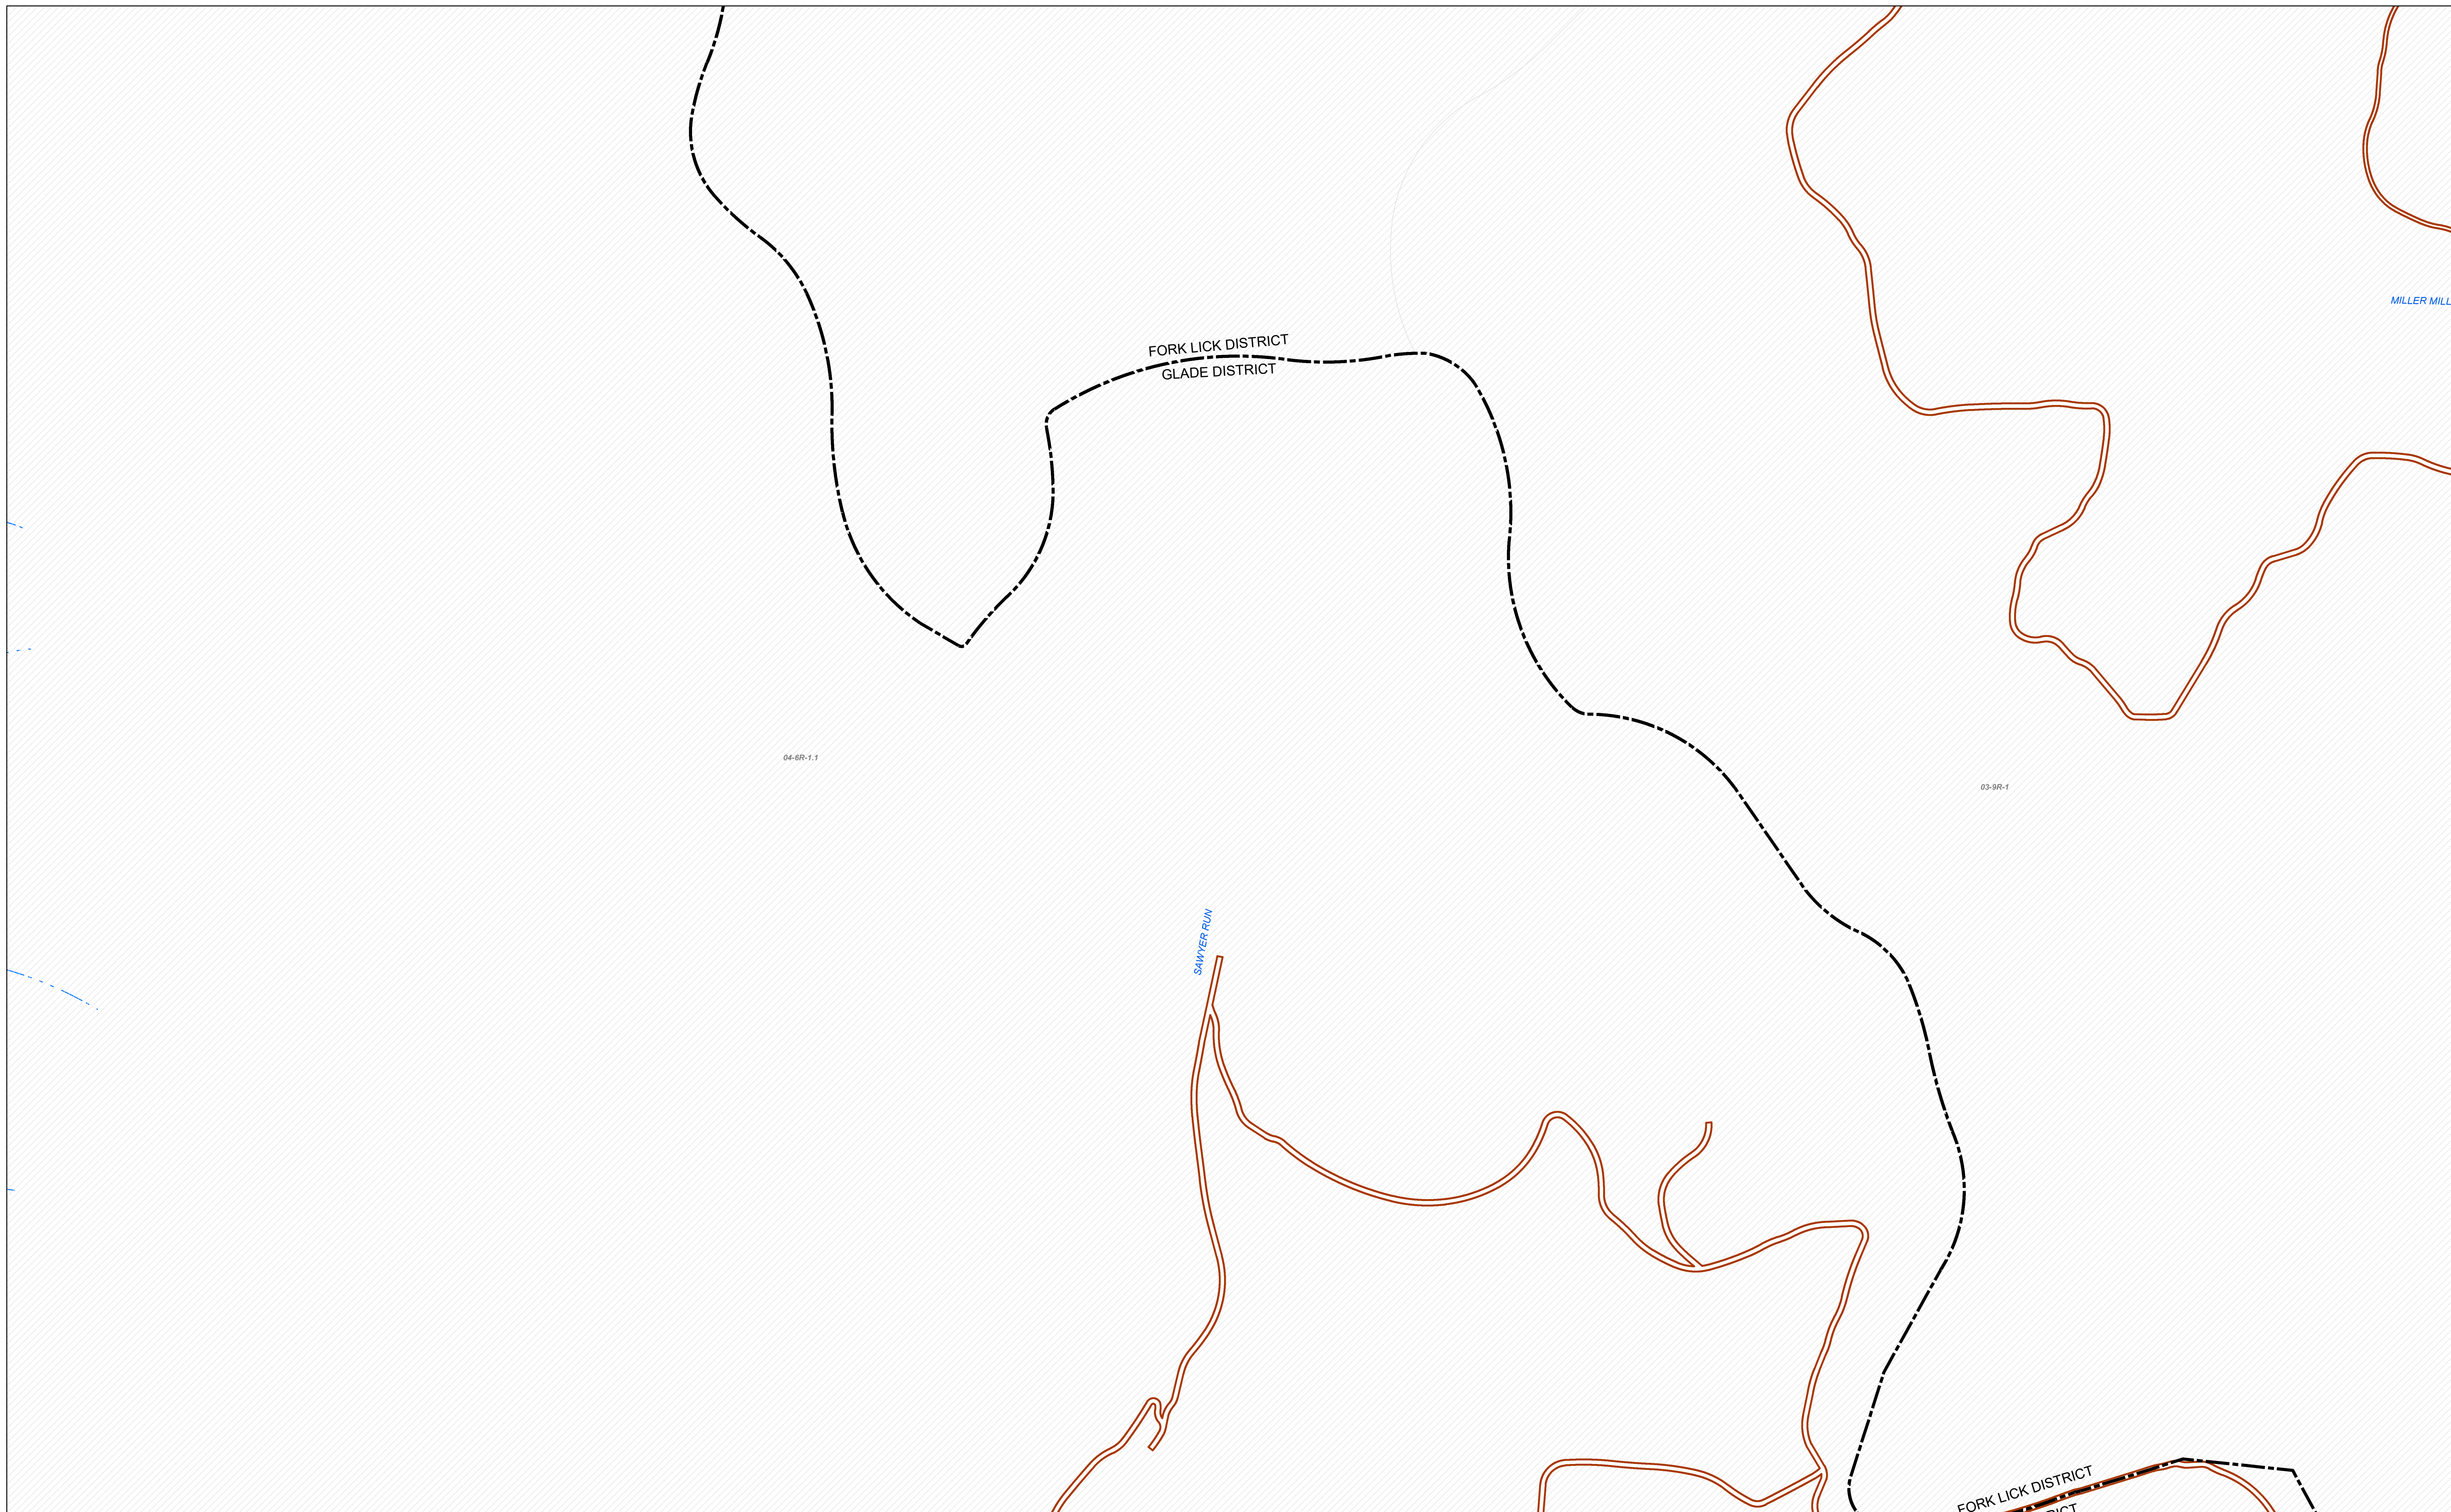 MILLER MILL
FORK LICK DISTRICT
GLADE DISTRICT
04-6R-1.1
03-9R-1
SAWYER RUN
FORK LICK DISTRICT